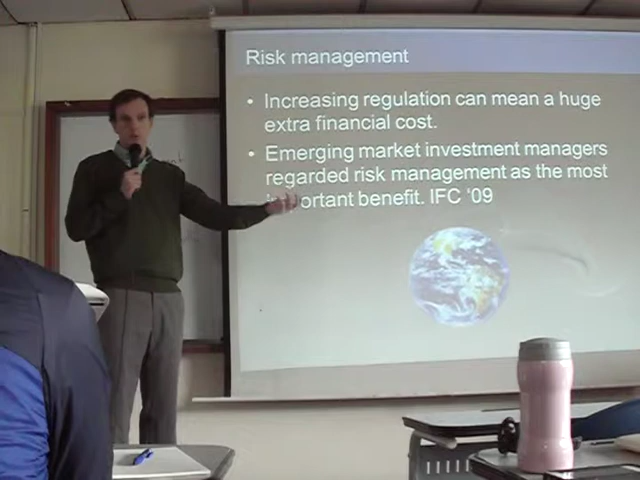 Risk management
• Increasing regulation can mean a huge
extra financial cost.
• Emerging market investment managers
regarded risk management as the most
important benefit. IFC '09